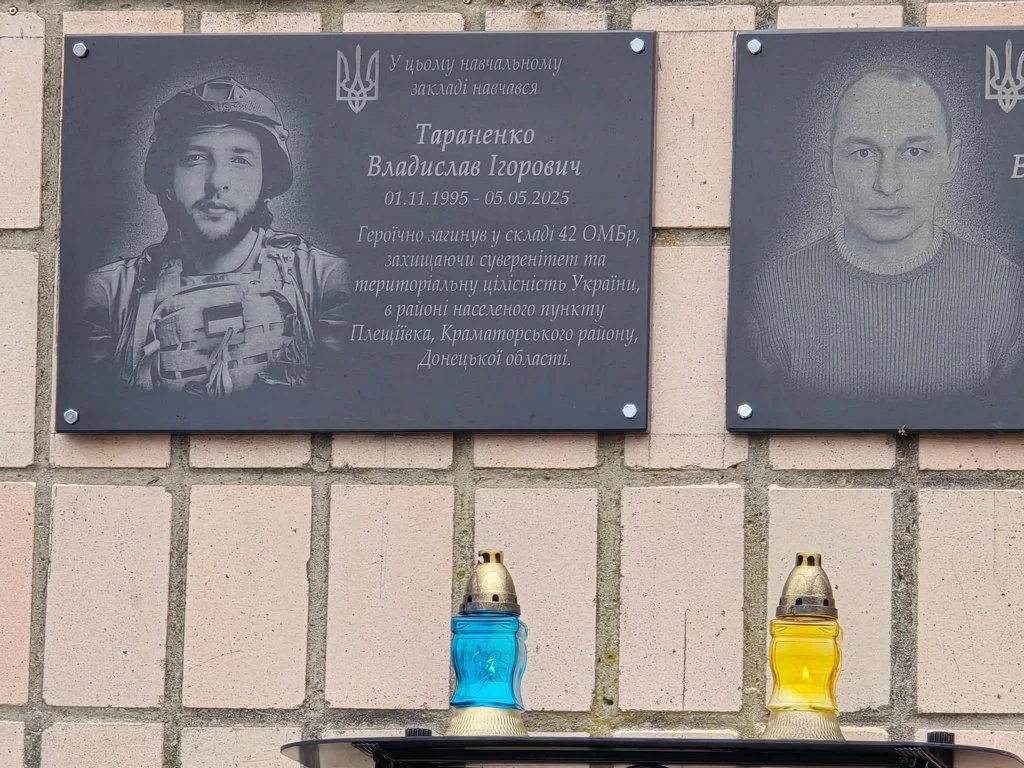 У цьому навчальному
закладі навчався
Тараненко
Владислав Ігорович
01.11.1995 - 05.05.2025
Героїчно загинув у складі 42 ОМБр,
захищаючи суверенітет та
територіальну цілісність України,
в районі населеного пункту
Плещіївка, Краматорського району,
Донецької області.